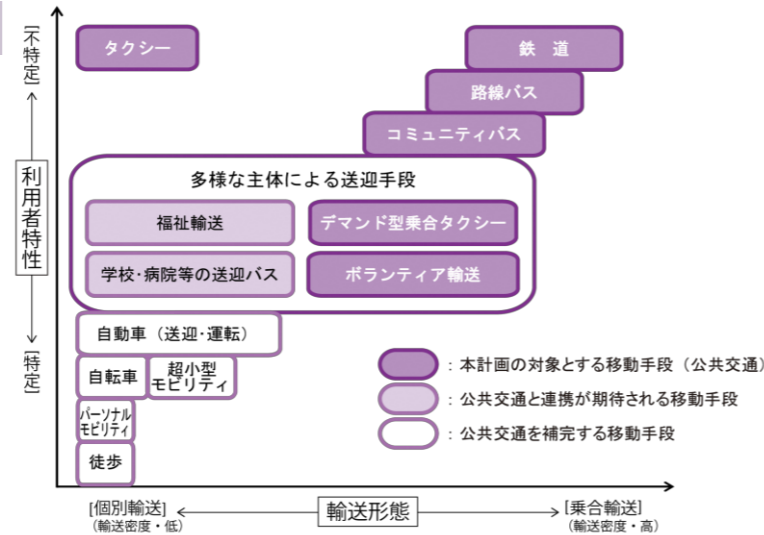 [不特定]
利用者特性
[特定]
タクシー
鉄 道
路線バス
コミュニティバス
多様な主体による送迎手段
福祉輸送
デマンド型乗合タクシー
学校・病院等の送迎バス
ボランティア輸送
自動車（送迎・運転）
自転車
超小型
モビリティ
パーソナル
モビリティ
徒歩
：本計画の対象とする移動手段（公共交通）
：公共交通と連携が期待される移動手段
：公共交通を補完する移動手段
[個別輸送]
（輸送密度・低）
輸送形態
[乗合輸送]
（輸送密度・高）